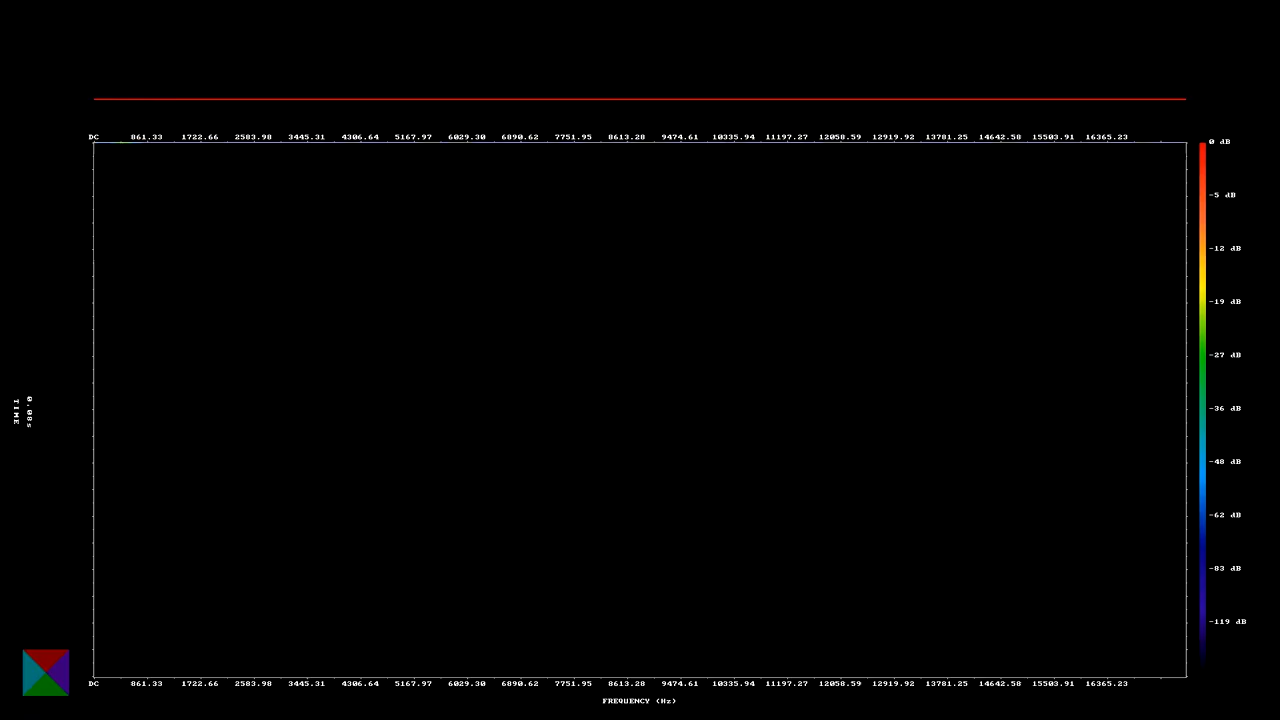 DC 861.33 1722.66 2583.98 3445.31 4306.64 5167.97 6029.30 6890.62 7751.95 8613.28 9474.61 10335.94 11197.27 12058.59 12919.92 13781.25 14642.58 15503.91 16365.23
0 dB
-5 dB
-12 dB
-19 dB
-27 dB
-36 dB
-48 dB
-62 dB
-83 dB
-119 dB
0.08s
TIME
DC 861.33 1722.66 2583.98 3445.31 4306.64 5167.97 6029.30 6890.62 7751.95 8613.28 9474.61 10335.94 11197.27 12058.59 12919.92 13781.25 14642.58 15503.91 16365.23
FREQUENCY (Hz)